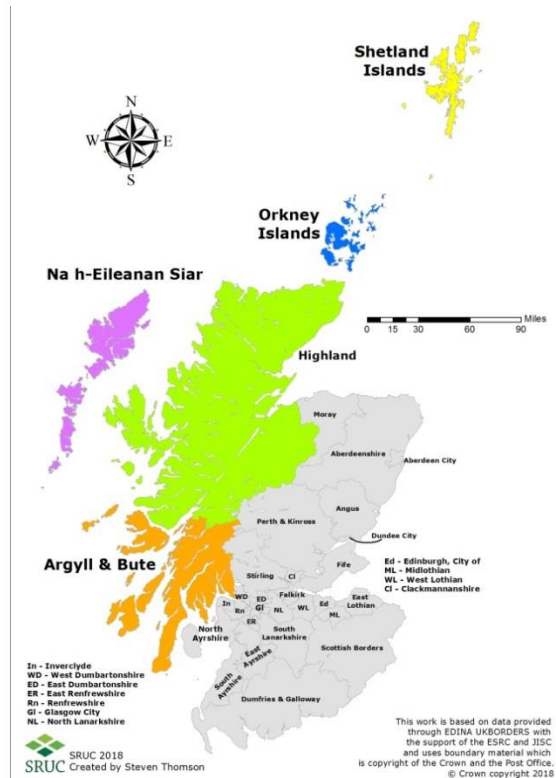 Shetland
Islands
N
W
E
S
Orkney
Islands
Na h-Eileanan Siar
Miles
0 15 30 60 90
Highland
Moray
Aberdeenshire
Aberdeen City
Angus
Perth & Kinross
Dundee City
Argyll & Bute
Fife
Stirling
Cl
Ed - Edinburgh, City of
ML - Midlothian
WL - West Lothian
Cl - Clackmannanshire
WD
ED
Falkirk
In
Rn
Gl
NL
WL
Ed
East
Lothian
ER
ML
North
Ayrshire
South
Lanarkshire
East
Ayrshire
Scottish Borders
South
Ayrshire
Dumfries & Galloway
In - Inverclyde
WD - West Dumbartonshire
ED - East Dumbartonshire
ER - East Renfrewshire
Rn - Renfrewshire
Gl - Glasgow City
NL - North Lanarkshire
SRUC
SRUC 2018
Created by Steven Thomson
This work is based on data provided
through EDINA UKBORDERS with
the support of the ESRC and JISC
and uses boundary material which
is copyright of the Crown and the Post Office.
© Crown copyright 2018